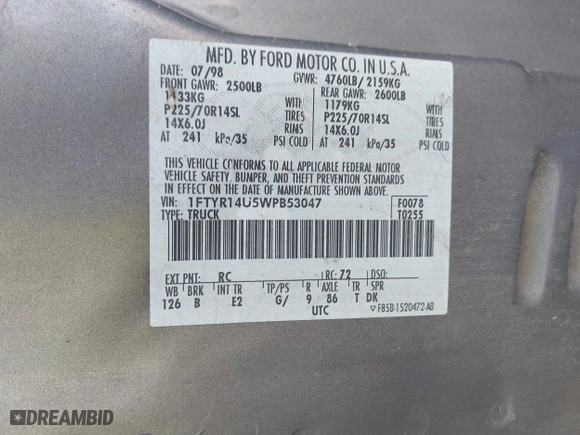 MFD. BY FORD MOTOR CO. IN U.S.A.
DATE: 07/98 GVWR: 4760LB/ 2159KG
FRONT GAWR: 2500LB REAR GAWR: 2600LB
1133KG WITH 1179KG WITH
P225/70R14SL TIRES P225/70R14SL TIRES
14X6.0J RIMS 14X6.0J RIMS
AT 241 kPa/35 PSI COLD AT 241 kPa/35 PSI COLD
THIS VEHICLE CONFORMS TO ALL APPLICABLE FEDERAL MOTOR
VEHICLE SAFETY, BUMPER, AND THEFT PREVENTION STANDARDS
IN EFFECT ON THE DATE OF MANUFACTURE SHOWN ABOVE.
VIN: 1FTYR14U5WPB53047 F0078
TYPE: TRUCK T0255
EXT PNT: RC RC: 72 DSO:
WB BRK INT TR TP/PS R AXLE TR SPR
126 B E2 G/ 9 86 T DK
UTC F85B-1520472-AB
DREAMBID